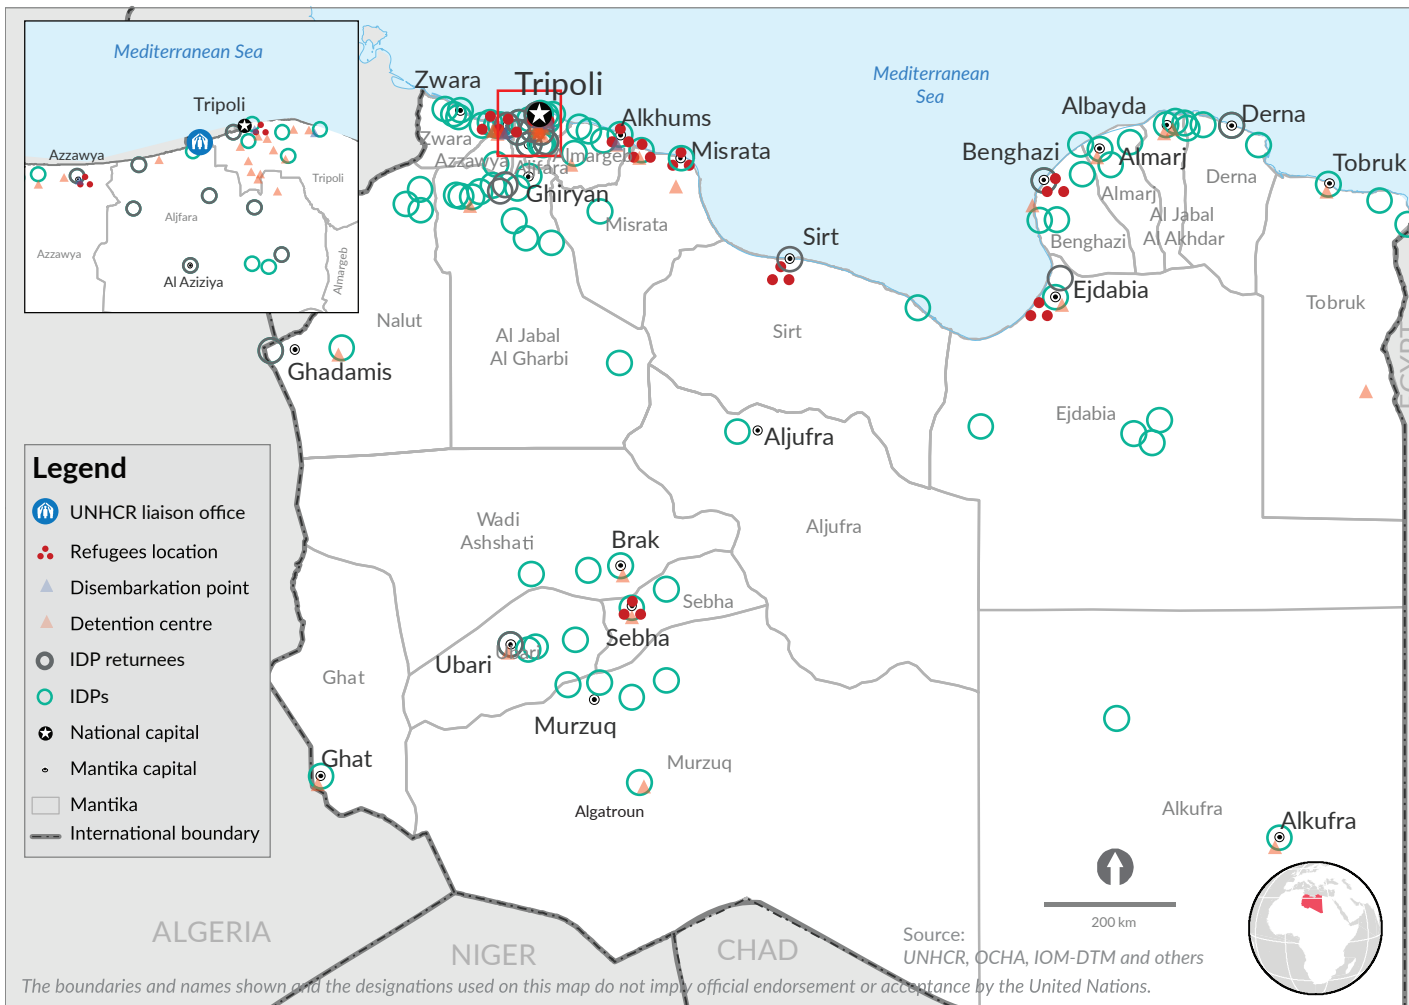 Mediterranean Sea
Tripoli
Azzawya
Tripoli
Aljfara
Azzawya
Almargeb
Al Aziziya
Mediterranean
Sea
Zwara
Tripoli
Alkhums
Misrata
Zwara
Azzawya
Aljfara
Almargeb
Ghiryan
Misrata
Albayda
Derna
Benghazi
Almarj
Tobruk
Almarj
Derna
Al Jabal
Al Akhdar
Benghazi
Sirt
Ejdabia
Nalut
Al Jabal
Al Gharbi
Sirt
Tobruk
EGYPT
Ghadamis
Ejdabia
Aljufra
Aljufra
Wadi
Ashshati
Brak
Sebha
Sebha
Ubari
Ubari
Ghat
Murzuq
Ghat
Murzuq
Algatroun
Alkufra
Alkufra
Legend
UNHCR liaison office
Refugees location
Disembarkation point
Detention centre
IDP returnees
IDPs
National capital
Mantika capital
Mantika
International boundary
ALGERIA
NIGER
CHAD
200 km
Source:
UNHCR, OCHA, IOM-DTM and others
The boundaries and names shown and the designations used on this map do not imply official endorsement or acceptance by the United Nations.